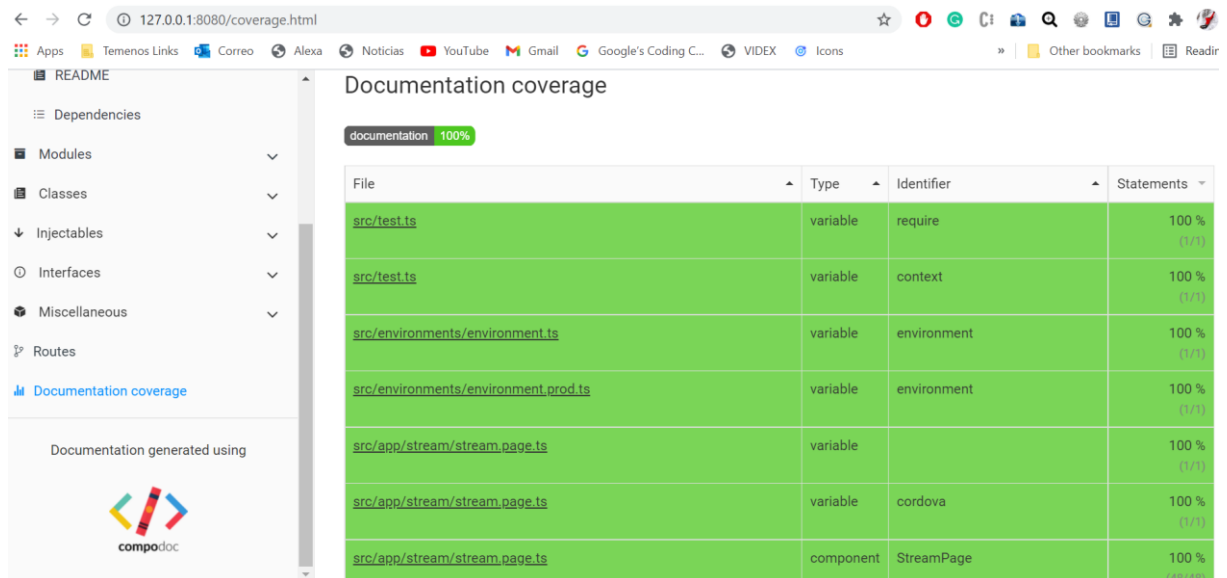 127.0.0.1:8080/coverage.html
Apps Temenos Links Correo Alexa Noticias YouTube Gmail Google's Coding C... VIDEX Icons » Other bookmarks Readin
README
Dependencies
Modules
Classes
Injectables
Interfaces
Miscellaneous
Routes
Documentation coverage
Documentation generated using
compodoc
Documentation coverage
documentation 100%
File Type Identifier Statements
src/test.ts variable require 100 %
(1/1)
src/test.ts variable context 100 %
(1/1)
src/environments/environment.ts variable environment 100 %
(1/1)
src/environments/environment.prod.ts variable environment 100 %
(1/1)
src/app/stream/stream.page.ts variable 100 %
(1/1)
src/app/stream/stream.page.ts variable cordova 100 %
(1/1)
src/app/stream/stream.page.ts component StreamPage 100 %